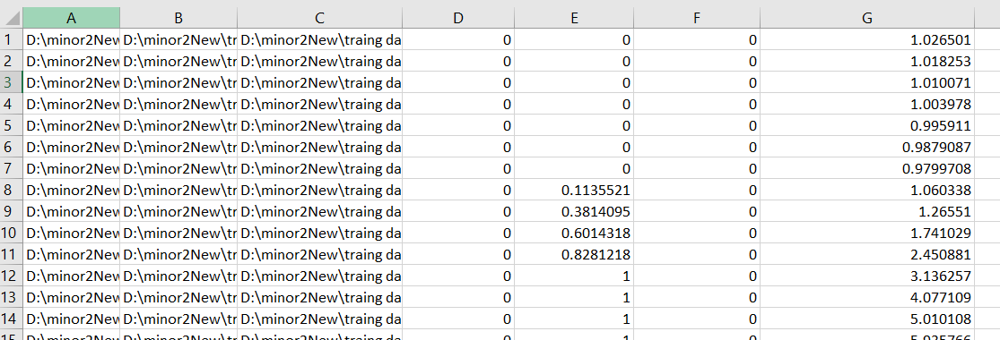 A B C D E F G
1 D:\minor2New D:\minor2New\tr D:\minor2New\traing da 0 0 0 1.026501
2 D:\minor2New D:\minor2New\tr D:\minor2New\traing da 0 0 0 1.018253
3 D:\minor2New D:\minor2New\tr D:\minor2New\traing da 0 0 0 1.010071
4 D:\minor2New D:\minor2New\tr D:\minor2New\traing da 0 0 0 1.003978
5 D:\minor2New D:\minor2New\tr D:\minor2New\traing da 0 0 0 0.995911
6 D:\minor2New D:\minor2New\tr D:\minor2New\traing da 0 0 0 0.9879087
7 D:\minor2New D:\minor2New\tr D:\minor2New\traing da 0 0 0 0.9799708
8 D:\minor2New D:\minor2New\tr D:\minor2New\traing da 0 0.1135521 0 1.060338
9 D:\minor2New D:\minor2New\tr D:\minor2New\traing da 0 0.3814095 0 1.26551
10 D:\minor2New D:\minor2New\tr D:\minor2New\traing da 0 0.6014318 0 1.741029
11 D:\minor2New D:\minor2New\tr D:\minor2New\traing da 0 0.8281218 0 2.450881
12 D:\minor2New D:\minor2New\tr D:\minor2New\traing da 0 1 0 3.136257
13 D:\minor2New D:\minor2New\tr D:\minor2New\traing da 0 1 0 4.077109
14 D:\minor2New D:\minor2New\tr D:\minor2New\traing da 0 1 0 5.010108
15 D:\minor2New D:\minor2New\tr D:\minor2New\traing da 0 1 0